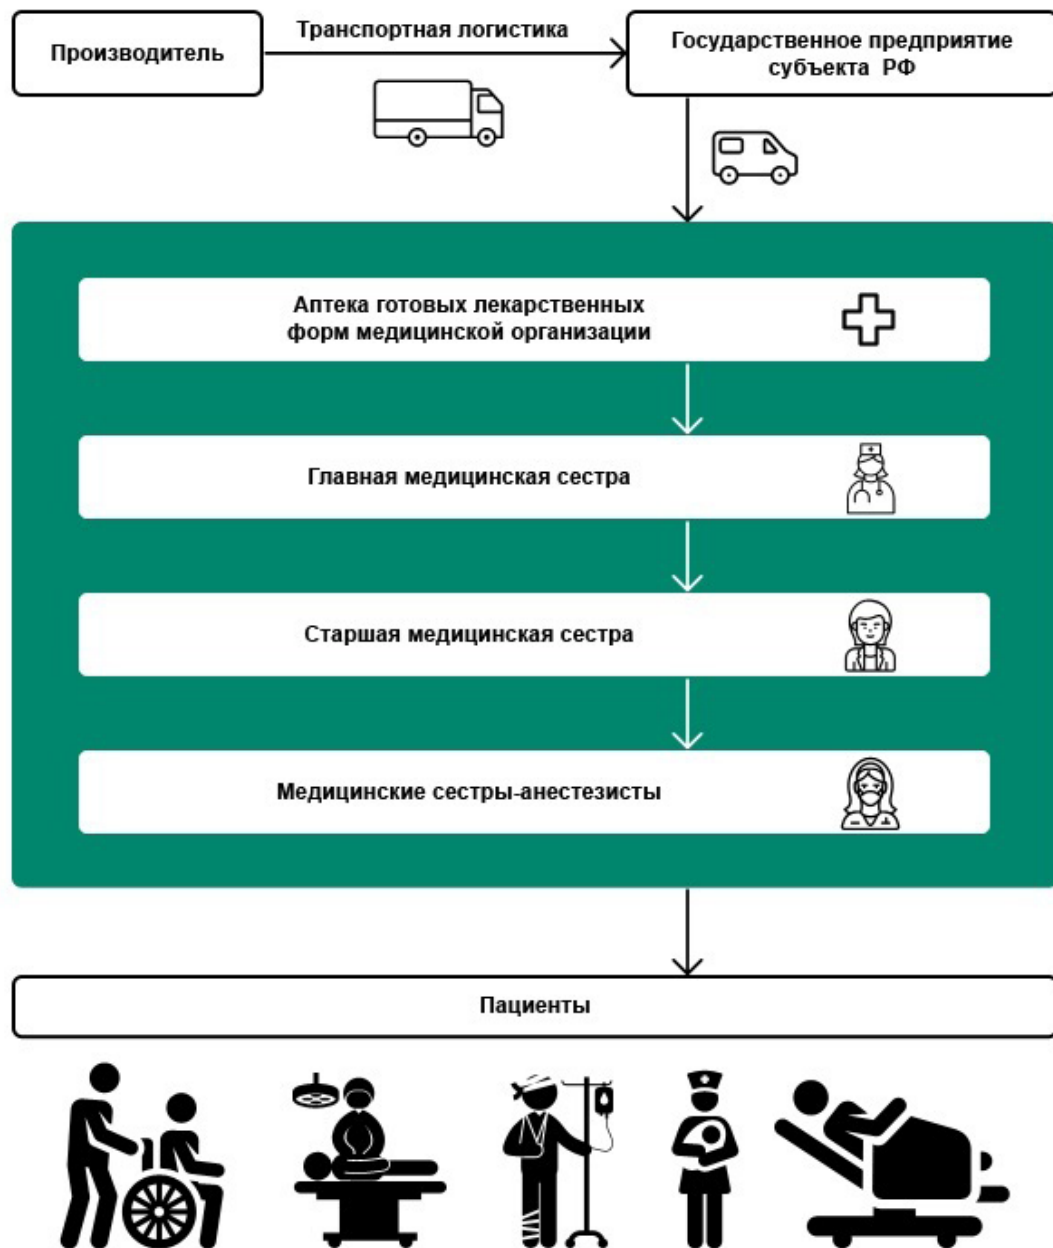 Производитель
Транспортная логистика
Государственное предприятие
субъекта РФ
Аптека готовых лекарственных
форм медицинской организации
Главная медицинская сестра
Старшая медицинская сестра
Медицинские сестры-анестезисты
Пациенты